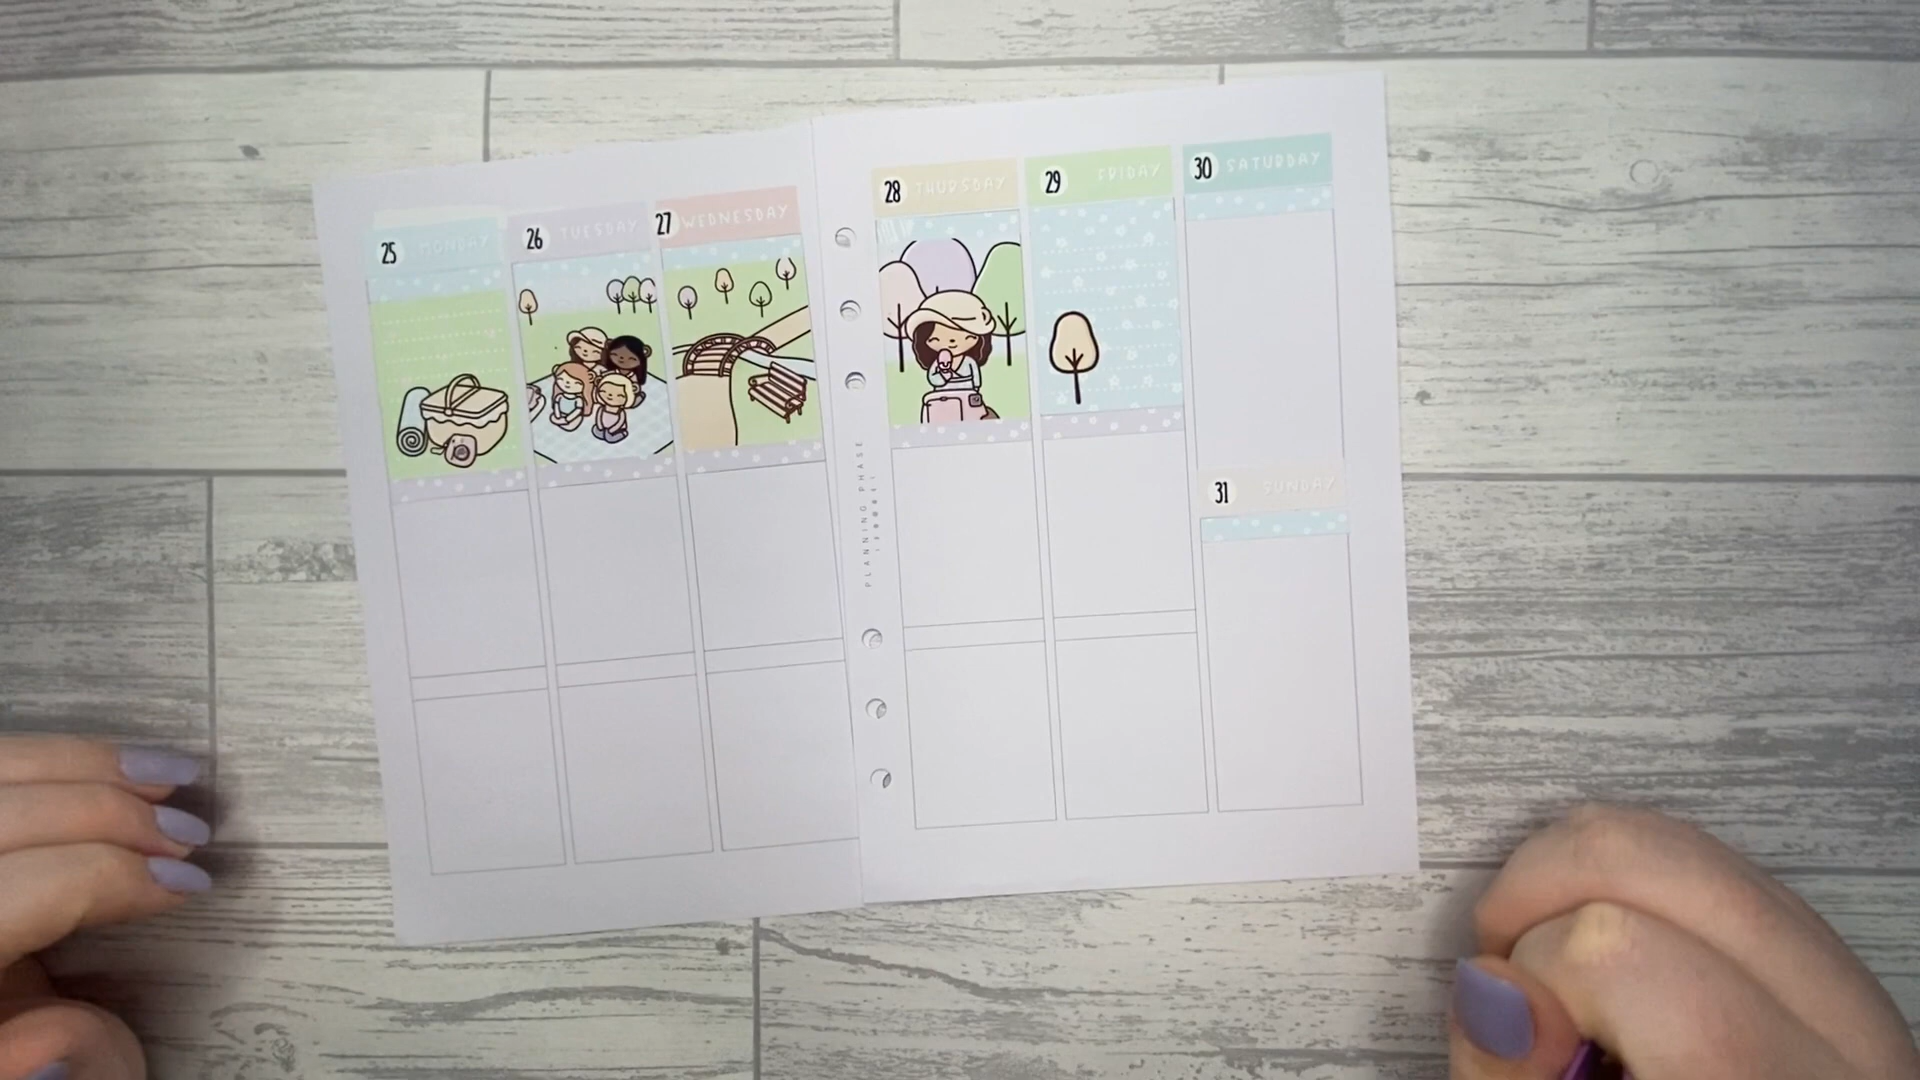 25 MONDAY
26 TUESDAY
27 WEDNESDAY
28 THURSDAY
29 FRIDAY
30 SATURDAY
31 SUNDAY
PLANNING PHASE